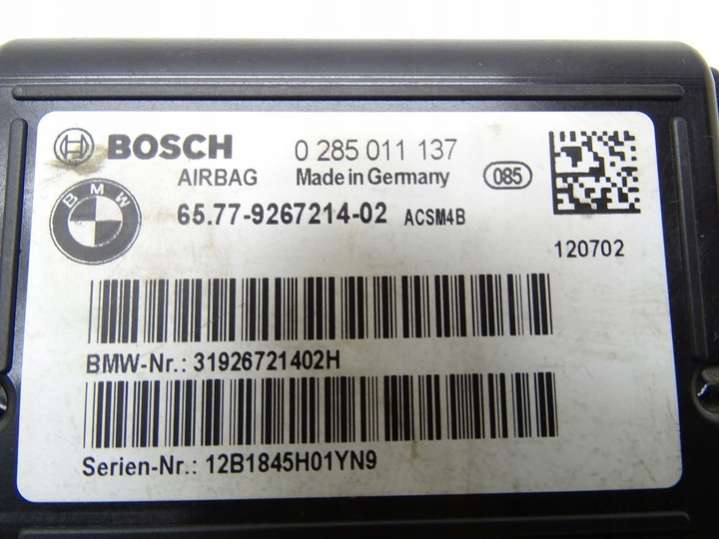 BOSCH 0 285 011 137
AIRBAG Made in Germany 085
BMW
65.77-9267214-02 ACSM4B
120702
BMW-Nr.: 31926721402H
Serien-Nr.: 12B1845H01YN9